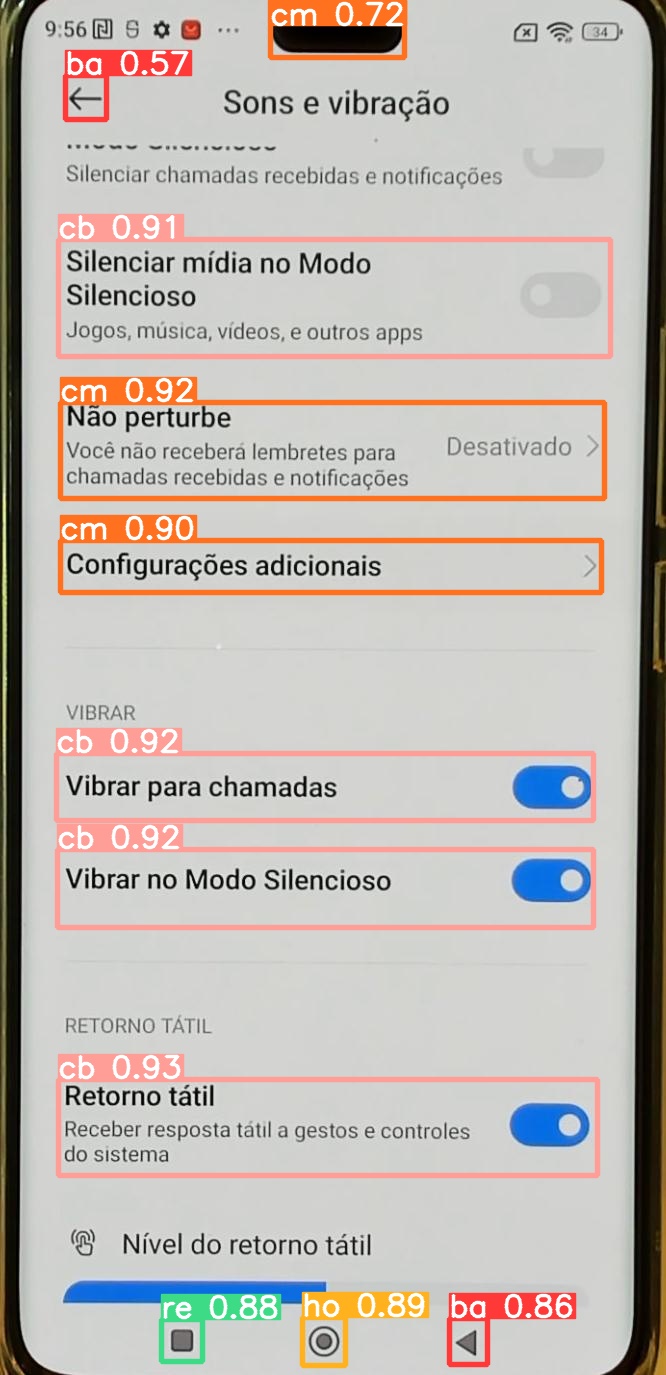 cm 0.72
9:56
34
ba 0.57
Sons e vibração
Silenciar chamadas recebidas e notificações
cb 0.91
Silenciar mídia no Modo
Silencioso
Jogos, música, vídeos, e outros apps
cm 0.92
Não perturbe
Você não receberá lembretes para
chamadas recebidas e notificações
Desativado
cm 0.90
Configurações adicionais
VIBRAR
cb 0.92
Vibrar para chamadas
cb 0.92
Vibrar no Modo Silencioso
RETORNO TÁTIL
cb 0.93
Retorno tátil
Receber resposta tátil a gestos e controles
do sistema
Nível do retorno tátil
re 0.88
ho 0.89
ba 0.86